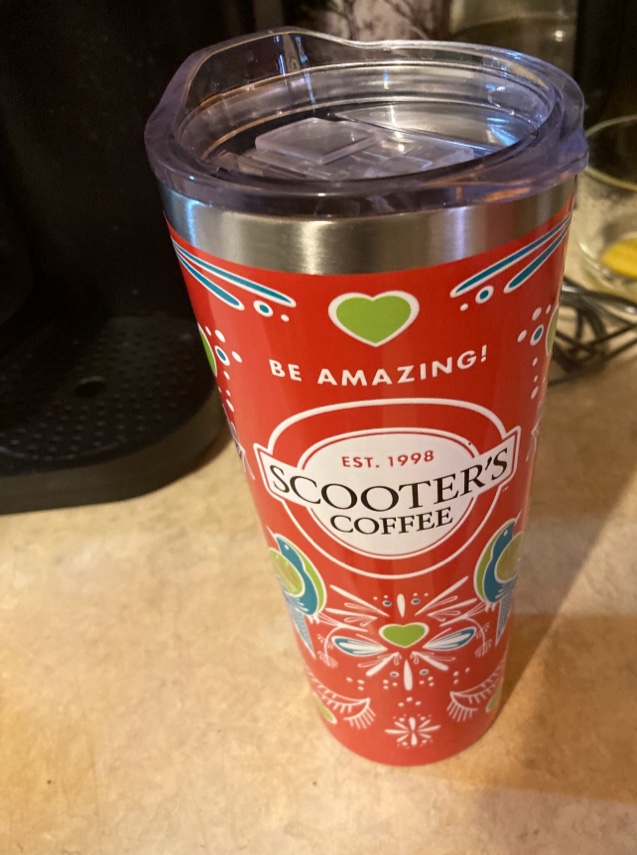 BE AMAZING!
EST. 1998
SCOOTER'S
COFFEE